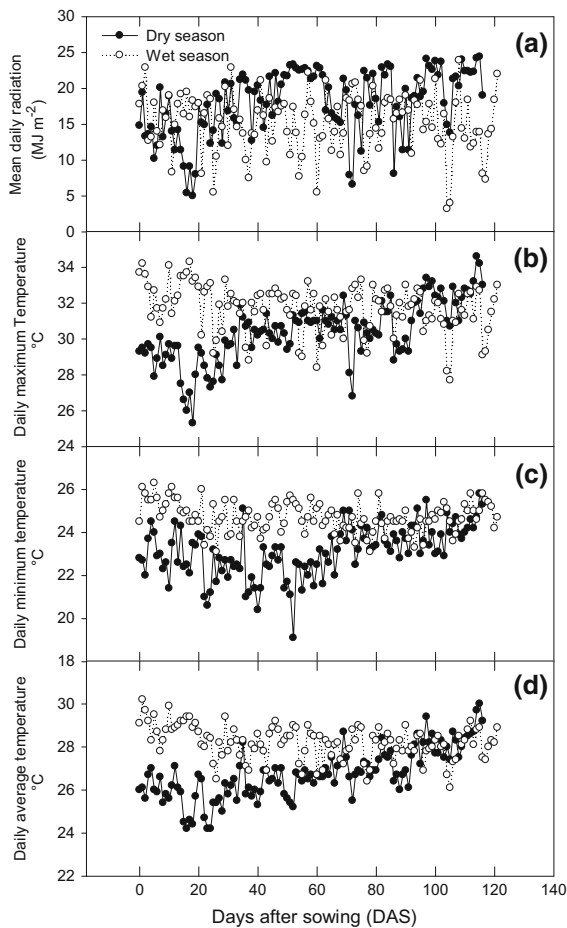 30
25
20
15
10
5
0
Mean daily radiation
(MJ m⁻²)
Dry season
Wet season
(a)
34
32
30
28
26
24
Daily maximum Temperature
°C
(b)
26
24
22
20
18
Daily minimum temperature
°C
(c)
30
28
26
24
22
Daily average temperature
°C
(d)
0 20 40 60 80 100 120 140
Days after sowing (DAS)